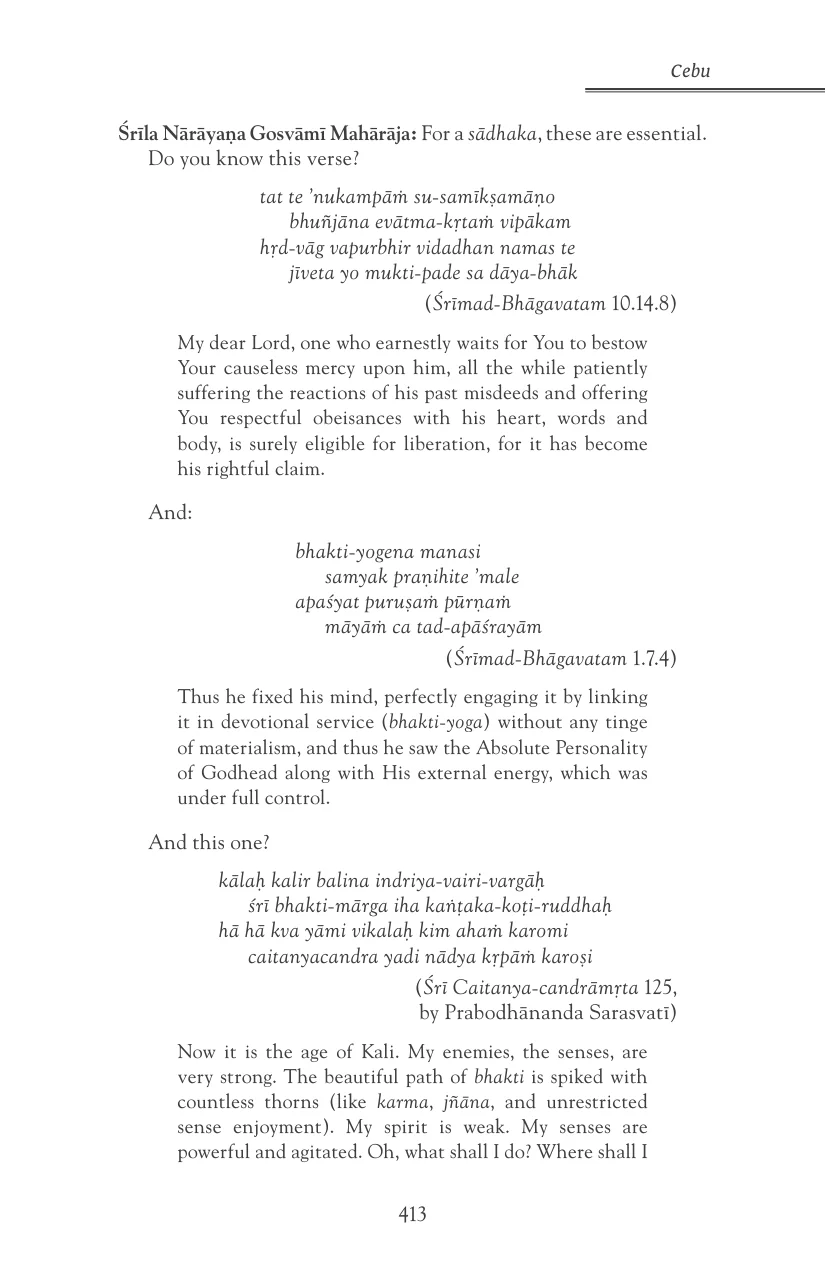 Cebu
Śrīla Nārāyaṇa Gosvāmī Mahārāja: For a sādhaka, these are essential.
Do you know this verse?
tat te ’nukampāṁ su-samīkṣamāṇo
bhuñjāna evātma-kṛtaṁ vipākam
hṛd-vāg vapurbhir vidadhan namas te
jīveta yo mukti-pade sa dāya-bhāk
(Śrīmad-Bhāgavatam 10.14.8)
My dear Lord, one who earnestly waits for You to bestow
Your causeless mercy upon him, all the while patiently
suffering the reactions of his past misdeeds and offering
You respectful obeisances with his heart, words and
body, is surely eligible for liberation, for it has become
his rightful claim.
And:
bhakti-yogena manasi
samyak praṇihite ’male
apaśyat puruṣaṁ pūrṇaṁ
māyāṁ ca tad-apāśrayām
(Śrīmad-Bhāgavatam 1.7.4)
Thus he fixed his mind, perfectly engaging it by linking
it in devotional service (bhakti-yoga) without any tinge
of materialism, and thus he saw the Absolute Personality
of Godhead along with His external energy, which was
under full control.
And this one?
kālaḥ kalir balina indriya-vairi-vargāḥ
śrī bhakti-mārga iha kaṅṭaka-koṭi-ruddhaḥ
hā hā kva yāmi vikalaḥ kim ahaṁ karomi
caitanyacandra yadi nādya kṛpāṁ karoṣi
(Śrī Caitanya-candrāmṛta 125,
by Prabodhānanda Sarasvatī)
Now it is the age of Kali. My enemies, the senses, are
very strong. The beautiful path of bhakti is spiked with
countless thorns (like karma, jñāna, and unrestricted
sense enjoyment). My spirit is weak. My senses are
powerful and agitated. Oh, what shall I do? Where shall I
413